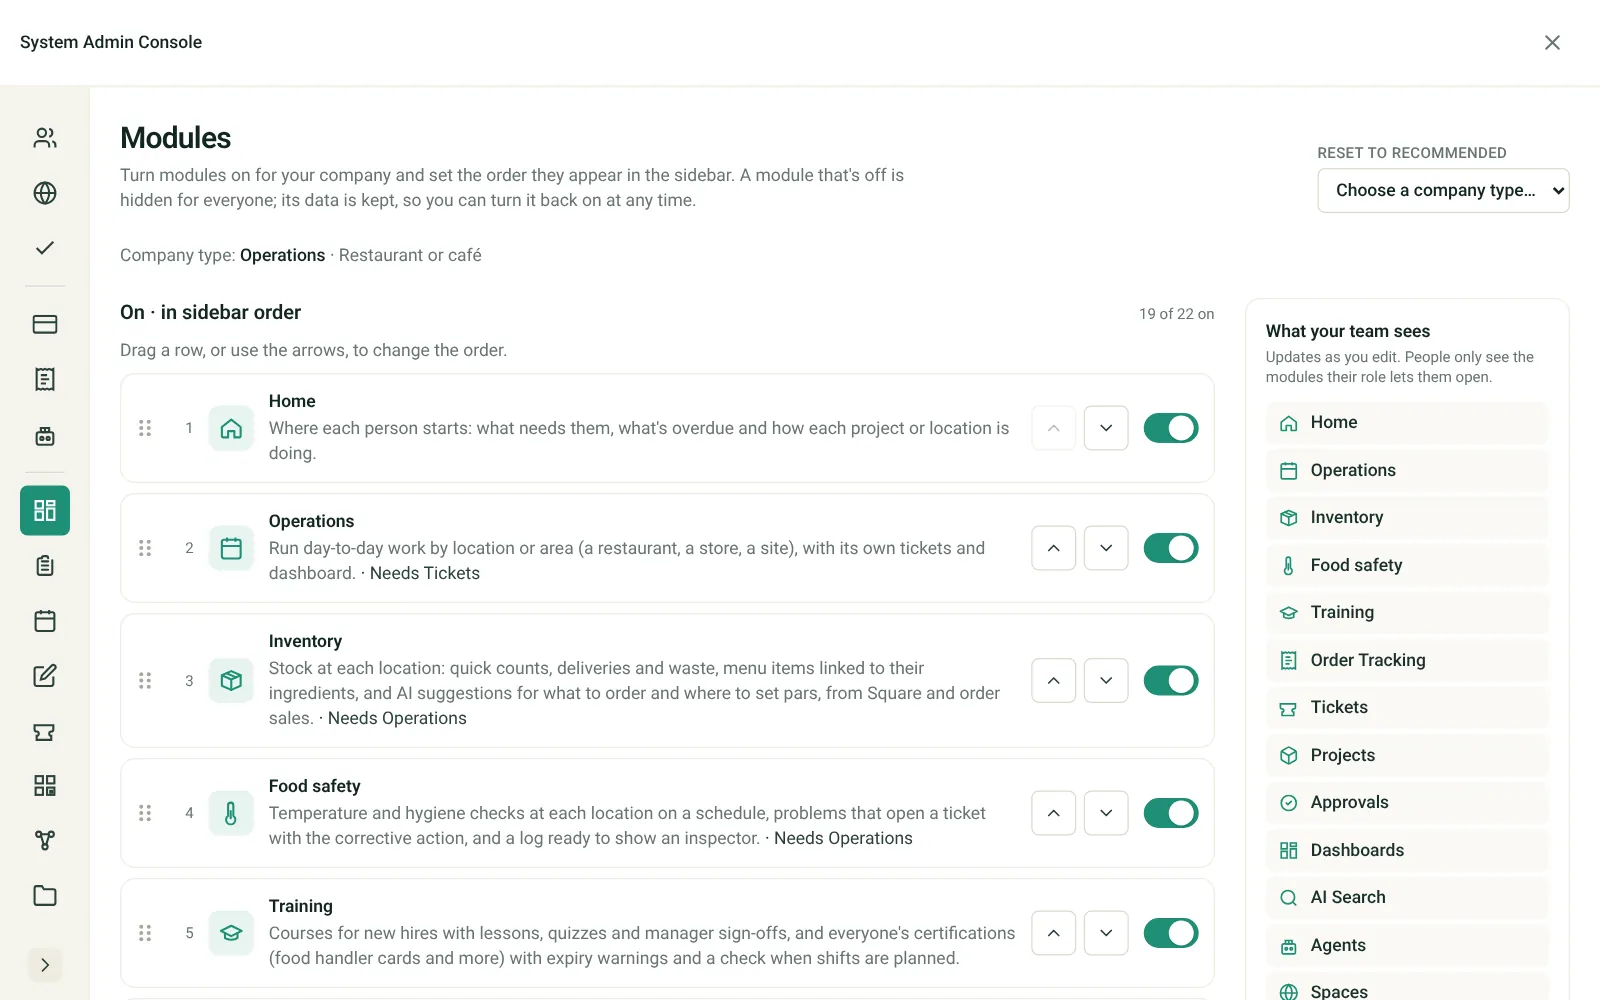 System Admin Console
Modules
Turn modules on for your company and set the order they appear in the sidebar. A module that's off is
hidden for everyone; its data is kept, so you can turn it back on at any time.
RESET TO RECOMMENDED
Choose a company type...
Company type: Operations · Restaurant or café
On · in sidebar order
19 of 22 on
Drag a row, or use the arrows, to change the order.
1
Home
Where each person starts: what needs them, what's overdue and how each project or location is
doing.
2
Operations
Run day-to-day work by location or area (a restaurant, a store, a site), with its own tickets and
dashboard. · Needs Tickets
3
Inventory
Stock at each location: quick counts, deliveries and waste, menu items linked to their
ingredients, and AI suggestions for what to order and where to set pars, from Square and order
sales. · Needs Operations
4
Food safety
Temperature and hygiene checks at each location on a schedule, problems that open a ticket
with the corrective action, and a log ready to show an inspector. · Needs Operations
5
Training
Courses for new hires with lessons, quizzes and manager sign-offs, and everyone's certifications
(food handler cards and more) with expiry warnings and a check when shifts are planned.
What your team sees
Updates as you edit. People only see the
modules their role lets them open.
Home
Operations
Inventory
Food safety
Training
Order Tracking
Tickets
Projects
Approvals
Dashboards
AI Search
Agents
Spaces